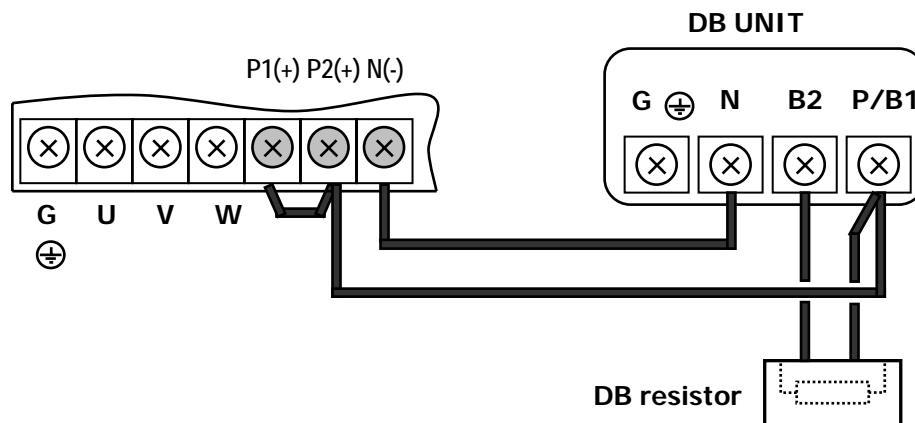 DB UNIT
P1(+) P2(+) N(-)
G N B2 P/B1
G U V W
DB resistor